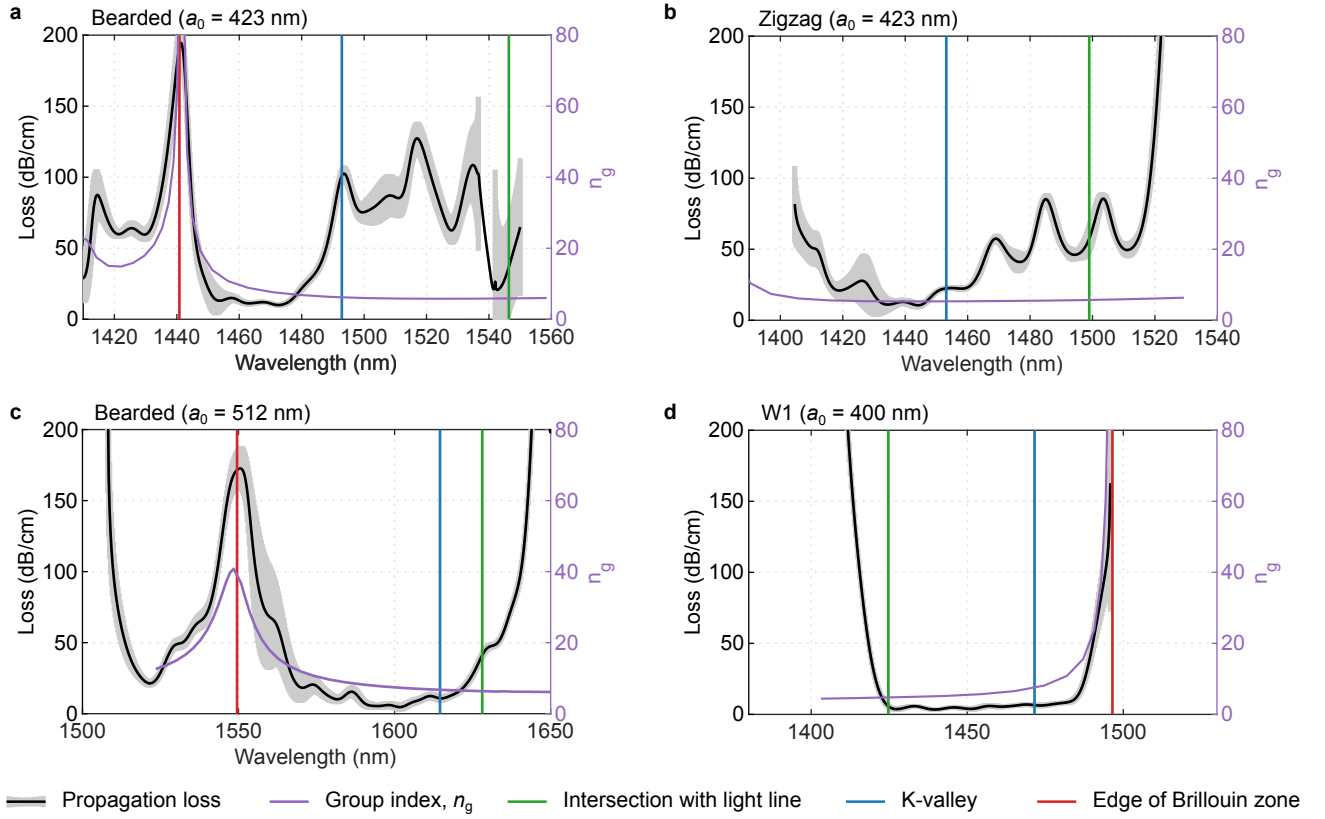 a
Bearded (a0 = 423 nm)
200
150
100
50
0
Loss (dB/cm)
80
60
40
20
0
ng
1420
1440
1460
1480
1500
1520
1540
1560
Wavelength (nm)
b
Zigzag (a0 = 423 nm)
200
150
100
50
0
Loss (dB/cm)
80
60
40
20
0
ng
1400
1420
1440
1460
1480
1500
1520
1540
Wavelength (nm)
c
Bearded (a0 = 512 nm)
200
150
100
50
0
Loss (dB/cm)
80
60
40
20
0
ng
1500
1550
1600
1650
Wavelength (nm)
d
W1 (a0 = 400 nm)
200
150
100
50
0
Loss (dB/cm)
80
60
40
20
0
ng
1400
1450
1500
Propagation loss
Group index, ng
Intersection with light line
K-valley
Edge of Brillouin zone